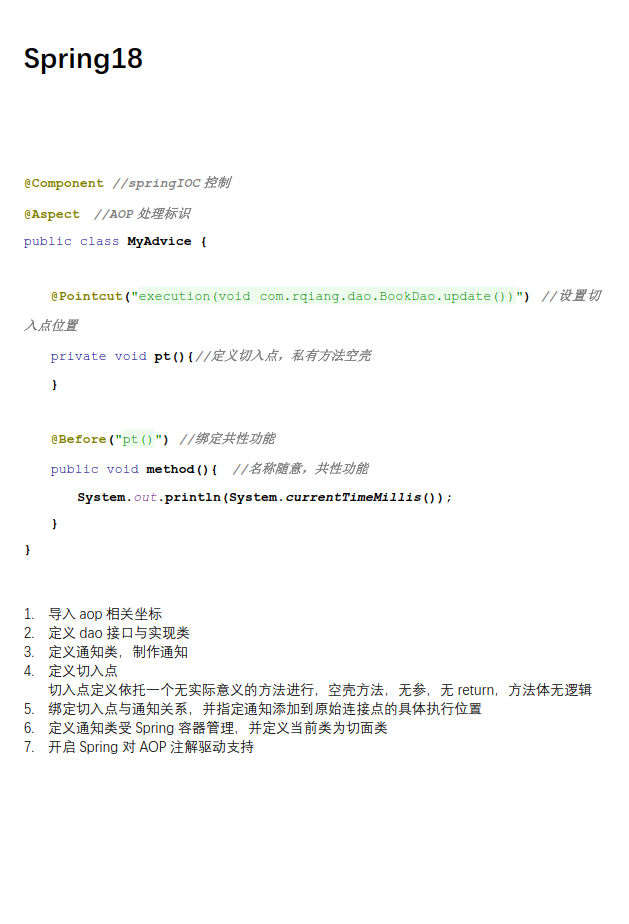 Spring18
@Component //springIOC 控制
@Aspect //AOP 处理标识
public class MyAdvice {
@Pointcut("execution(void com.rqiang.dao.BookDao.update())") //设置切
入点位置
private void pt(){//定义切入点，私有方法空壳
}
@Before("pt()") //绑定共性功能
public void method(){ //名称随意，共性功能
System.out.println(System.currentTimeMillis());
}
}
1. 导入 aop 相关坐标
2. 定义 dao 接口与实现类
3. 定义通知类，制作通知
4. 定义切入点
切入点定义依托一个无实际意义的方法进行，空壳方法，无参，无 return，方法体无逻辑
5. 绑定切入点与通知关系，并指定通知添加到原始连接点的具体执行位置
6. 定义通知类受 Spring 容器管理，并定义当前类为切面类
7. 开启 Spring 对 AOP 注解驱动支持